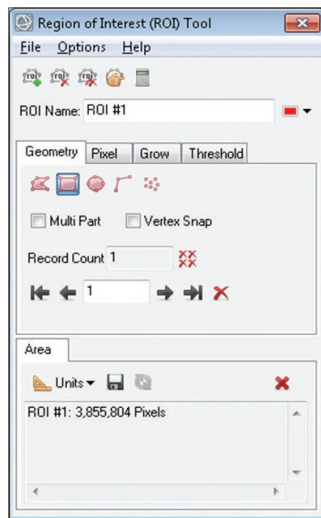 Region of Interest (ROI) Tool
File Options Help
ROI Name: ROI #1
Geometry Pixel Grow Threshold
Multi Part Vertex Snap
Record Count 1
1
Area
Units
ROI #1: 3,855,804 Pixels